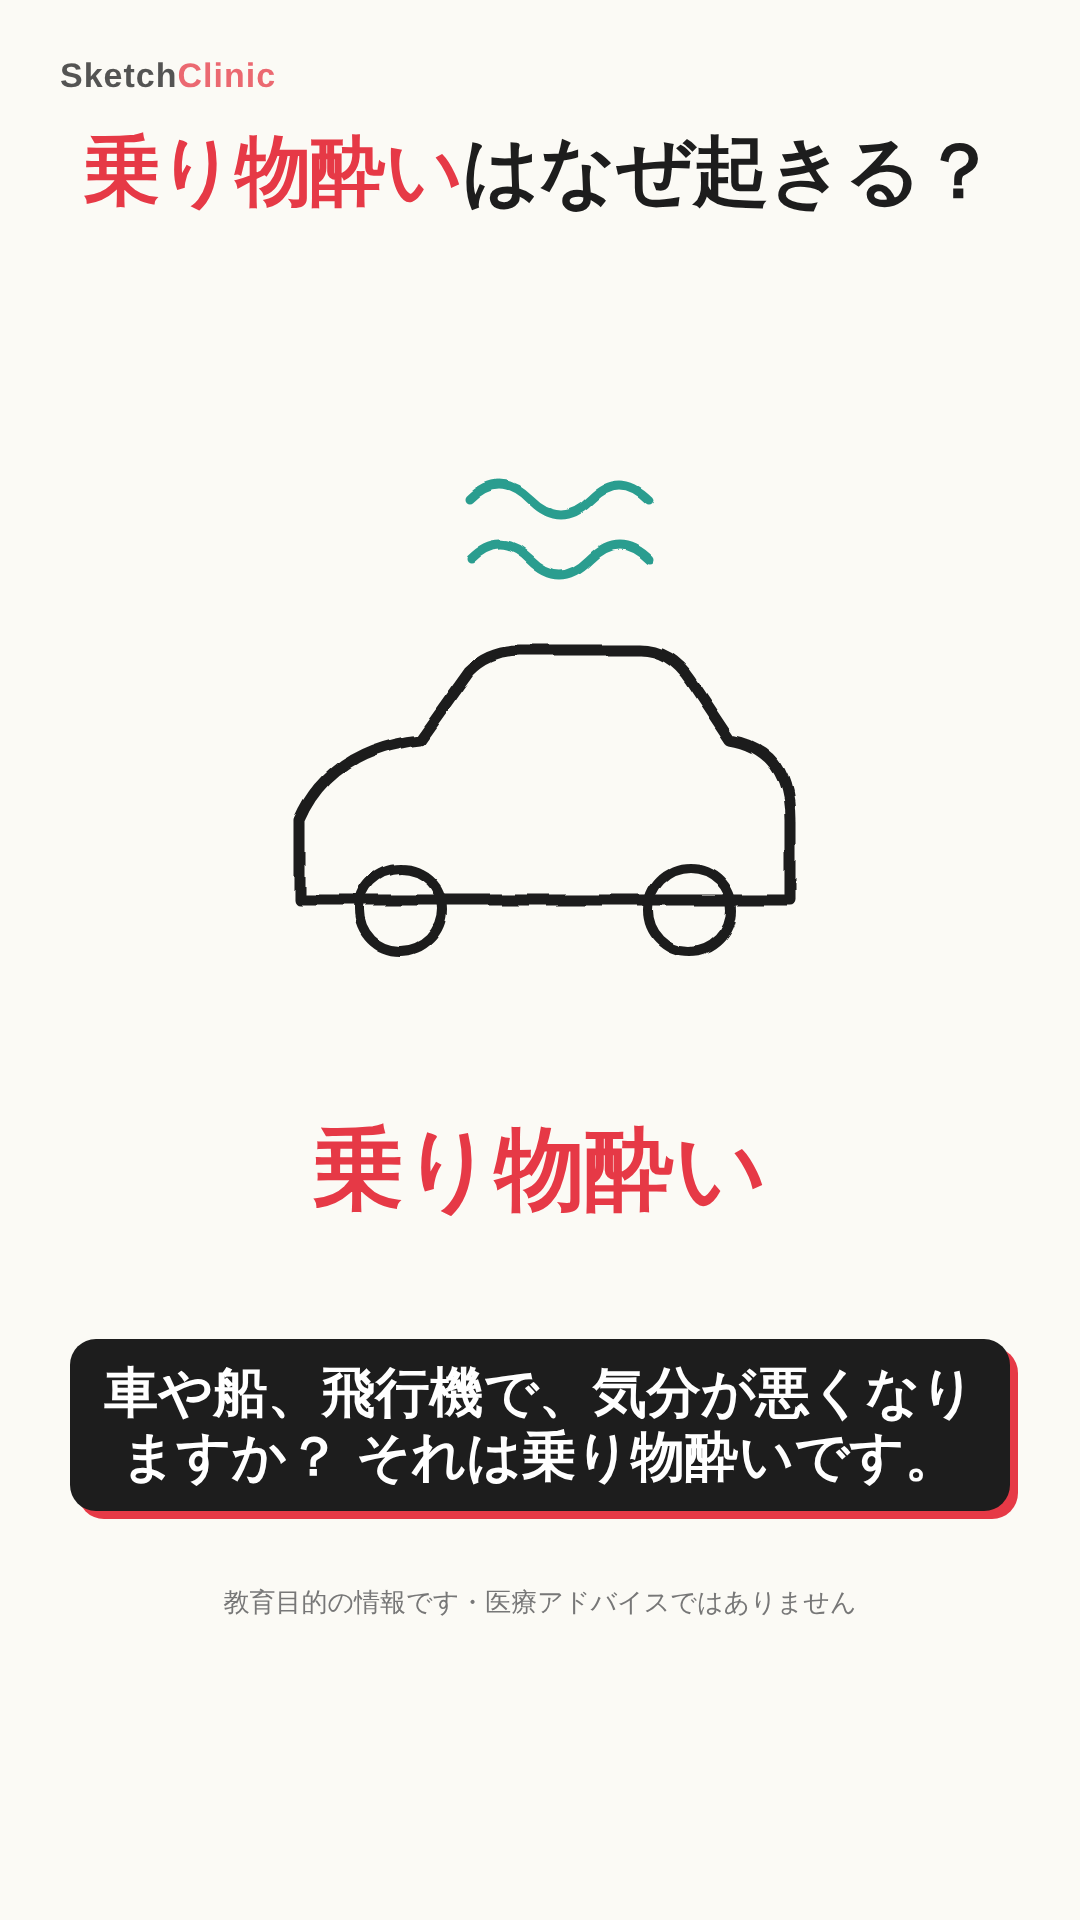 SketchClinic
乗り物酔いはなぜ起きる？
乗り物酔い
車や船、飛行機で、気分が悪くなり
ますか？ それは乗り物酔いです。
教育目的の情報です・医療アドバイスではありません